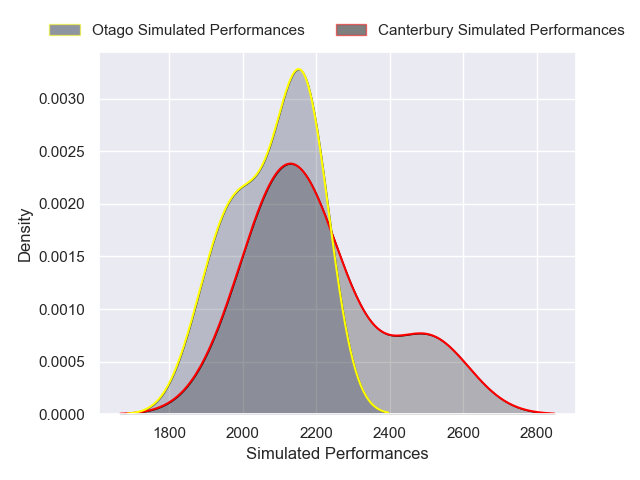 Otago Simulated Performances
Canterbury Simulated Performances
0.0030
0.0025
0.0020
0.0015
0.0010
0.0005
0.0000
Density
1800 2000 2200 2400 2600 2800
Simulated Performances